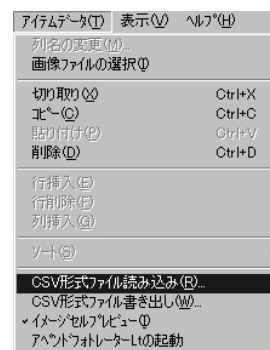 ｱｲﾃﾑﾃﾞｰﾀ(T) 表示(V) ﾍﾙﾌﾟ(H)
列名の変更(M)...
画像ファイルの選択(I)
切り取り(X) Ctrl+X
ｺﾋﾟｰ(C) Ctrl+C
貼り付け(P) Ctrl+V
削除(D) Ctrl+D
行挿入(E)
行削除(F)
列挿入(G)
ソート(S)
CSV形式ファイル読み込み(R)...
CSV形式ファイル書き出し(W)...
✓ｲﾒｰｼﾞｾﾙﾌﾟﾚﾋﾞｭｰ(I)
ｱﾍﾟﾝﾄﾞﾌｫﾄﾚｰﾀｰLtの起動